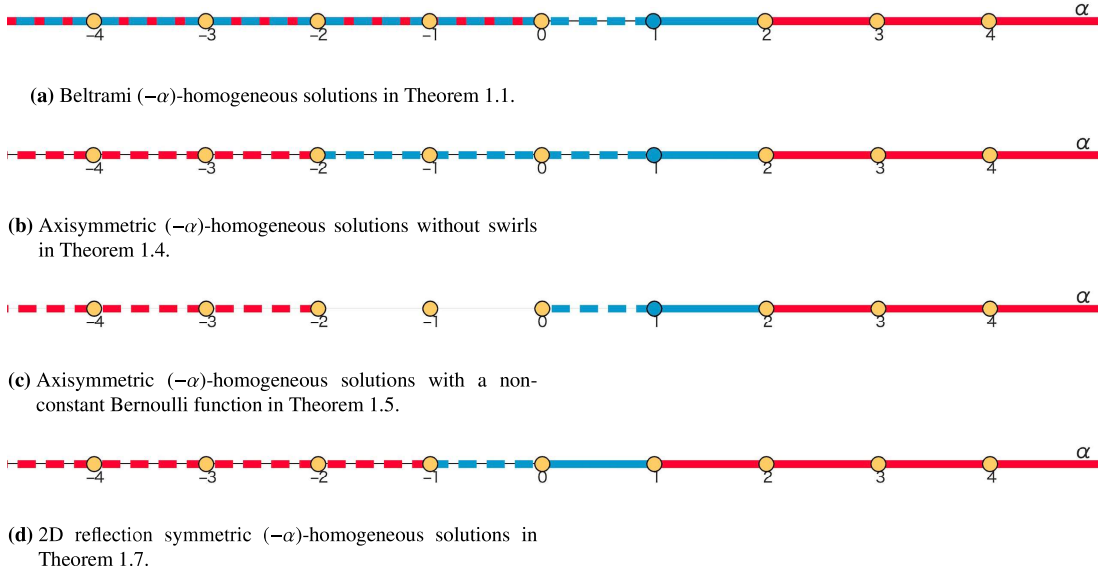 α
−4 −3 −2 −1 0 1 2 3 4
(a) Beltrami (−α)-homogeneous solutions in Theorem 1.1.
α
−4 −3 −2 −1 0 1 2 3 4
(b) Axisymmetric (−α)-homogeneous solutions without swirls
in Theorem 1.4.
α
−4 −3 −2 −1 0 1 2 3 4
(c) Axisymmetric (−α)-homogeneous solutions with a non-
constant Bernoulli function in Theorem 1.5.
α
−4 −3 −2 −1 0 1 2 3 4
(d) 2D reflection symmetric (−α)-homogeneous solutions in
Theorem 1.7.